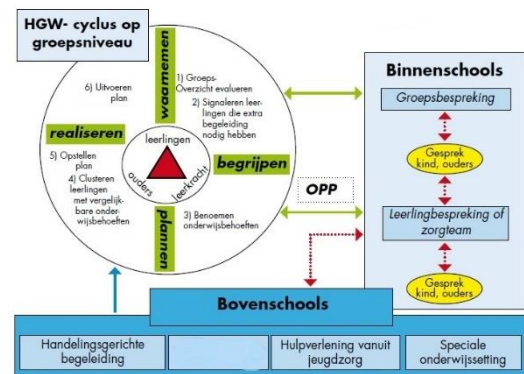 HGW- cyclus op
groepsniveau
waarnemen
6) Uitvoeren
plan
1) Groeps-
Overzicht evalueren
2) Signaleren leer-
lingen die extra
begeleiding
nodig hebben
realiseren
leerlingen
ouders
leerkracht
begrijpen
5) Opstellen
plan
4) Clusteren
leerlingen
met vergelijk-
bare onder-
wijsbehoeften
plannen
3) Benoemen
onderwijsbehoeften
OPP
Binnenschools
Groepsbespreking
Gesprek
kind, ouders
Leerlingbespreking of
zorgteam
Gesprek
kind, ouders
Bovenschools
Handelingsgerichte
begeleiding
Hulpverlening vanuit
jeugdzorg
Speciale
onderwijssetting